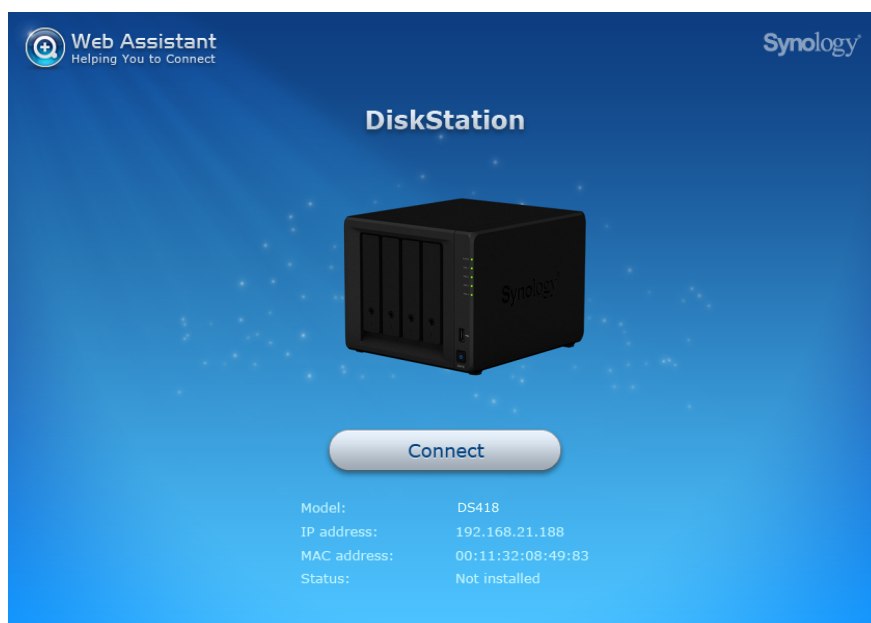 Web Assistant
Helping You to Connect
Synology
DiskStation
Synology
Connect
Model: DS418
IP address: 192.168.21.188
MAC address: 00:11:32:08:49:83
Status: Not installed